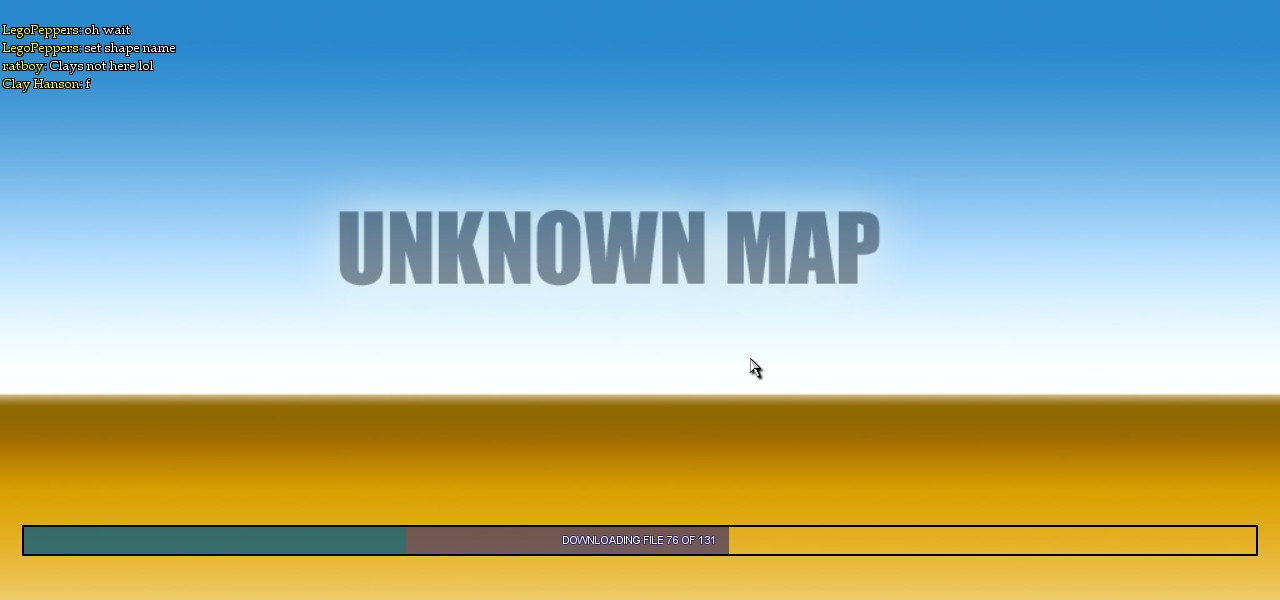 LegoPeppers: oh wait
LegoPeppers: set shape name
ratboy: Clays not here lol
Clay Hanson: f
UNKNOWN MAP
DOWNLOADING FILE 76 OF 131